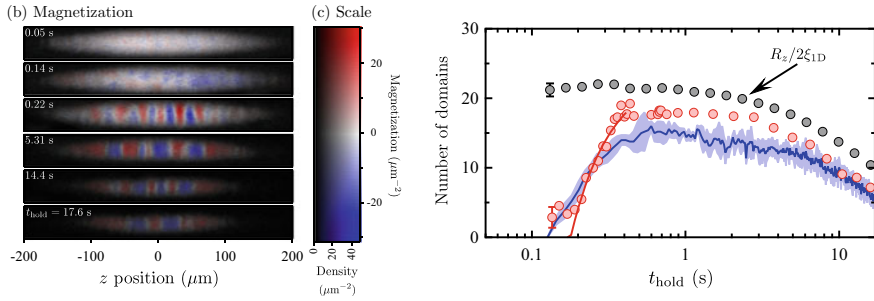 (b) Magnetization
0.05 s
0.14 s
0.22 s
5.31 s
14.4 s
t_hold = 17.6 s
-200 -100 0 100 200
z position (μm)
(c) Scale
20
0
-20
Magnetization (μm⁻²)
0 20 40
Density
(μm⁻²)
30
20
10
0
Number of domains
R_z/2ξ_1D
0.1 1 10
t_hold (s)